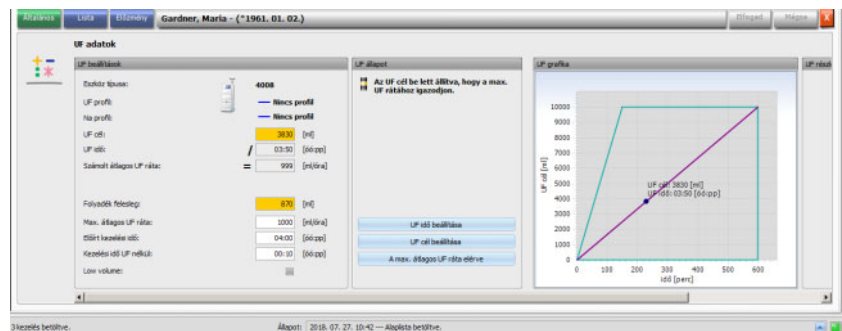 Általános Lista Előzmény Gardner, Maria - (*1961. 01. 02.) Elfogad Mégse X
UF adatok
UF beállítások
Eszköz típusa: 4008
UF profil: Nincs profil
Na profil: Nincs profil
UF cél: 3830 [ml]
UF idő: / 03:50 [óó:pp]
Számolt átlagos UF ráta: = 999 [ml/óra]
Folyadék felesleg: 870 [ml]
Max. átlagos UF ráta: 1000 [ml/óra]
Előírt kezelési idő: 04:00 [óó:pp]
Kezelési idő UF nélkül: 00:10 [óó:pp]
Low volume:
UF állapot
Az UF cél be lett állítva, hogy a max.
UF rátához igazodjon.
UF idő beállítása
UF cél beállítása
A max. átlagos UF ráta elérve
UF grafika
UF cél [ml]
10000
9000
8000
7000
6000
5000
4000
3000
2000
1000
0
UF cél: 3830 [ml]
UF idő: 03:50 [óó:pp]
0 100 200 300 400 500 600
idő [perc]
3 kezelés betöltve. Állapot: 2018. 07. 27. 10:42 — Alaplista betöltve.